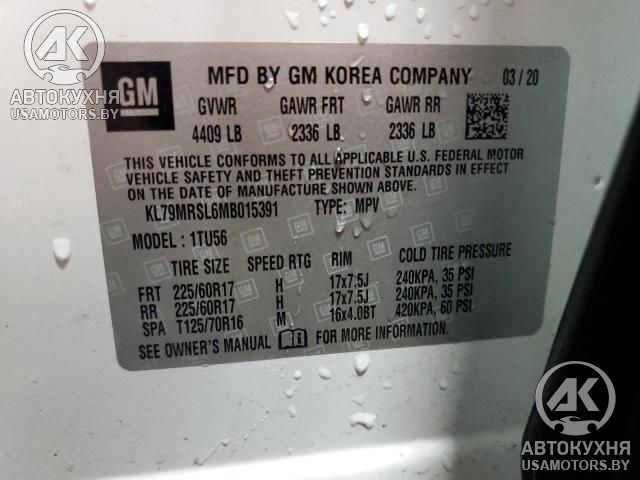 GM
MFD BY GM KOREA COMPANY 03/20
GVWR GAWR FRT GAWR RR
4409 LB 2336 LB 2336 LB
THIS VEHICLE CONFORMS TO ALL APPLICABLE U.S. FEDERAL MOTOR
VEHICLE SAFETY AND THEFT PREVENTION STANDARDS IN EFFECT
ON THE DATE OF MANUFACTURE SHOWN ABOVE.
KL79MRSL6MB015391 TYPE: MPV
MODEL : 1TU56
TIRE SIZE SPEED RTG RIM COLD TIRE PRESSURE
FRT 225/60R17 H 17x7.5J 240KPA, 35 PSI
RR 225/60R17 H 17x7.5J 240KPA, 35 PSI
SPA T125/70R16 M 16x4.0BT 420KPA, 60 PSI
SEE OWNER'S MANUAL i FOR MORE INFORMATION.
АВТОКУХНЯ
USAMOTORS.BY
АВТОКУХНЯ
USAMOTORS.BY
АК
АВТОКУХНЯ
USAMOTORS.BY